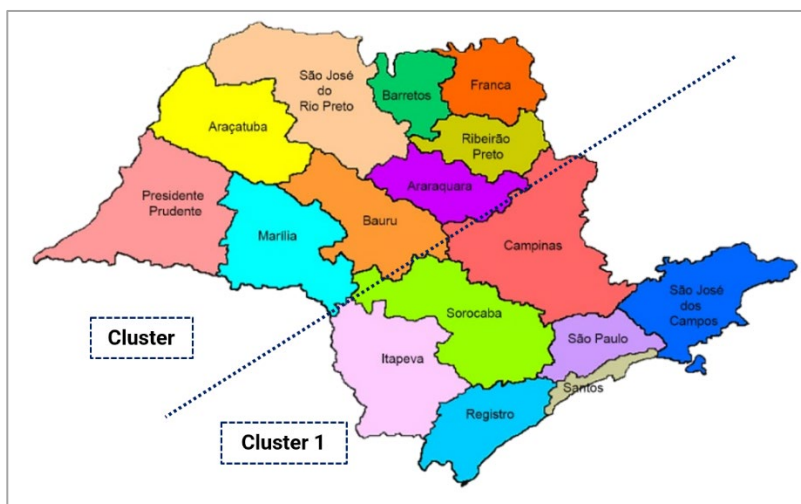 São José
do
Rio Preto
Barretos
Franca
Araçatuba
Ribeirão
Preto
Presidente
Prudente
Araraquara
Marília
Bauru
Campinas
São José
dos
Campos
Sorocaba
Cluster
São Paulo
Itapeva
Santos
Registro
Cluster 1